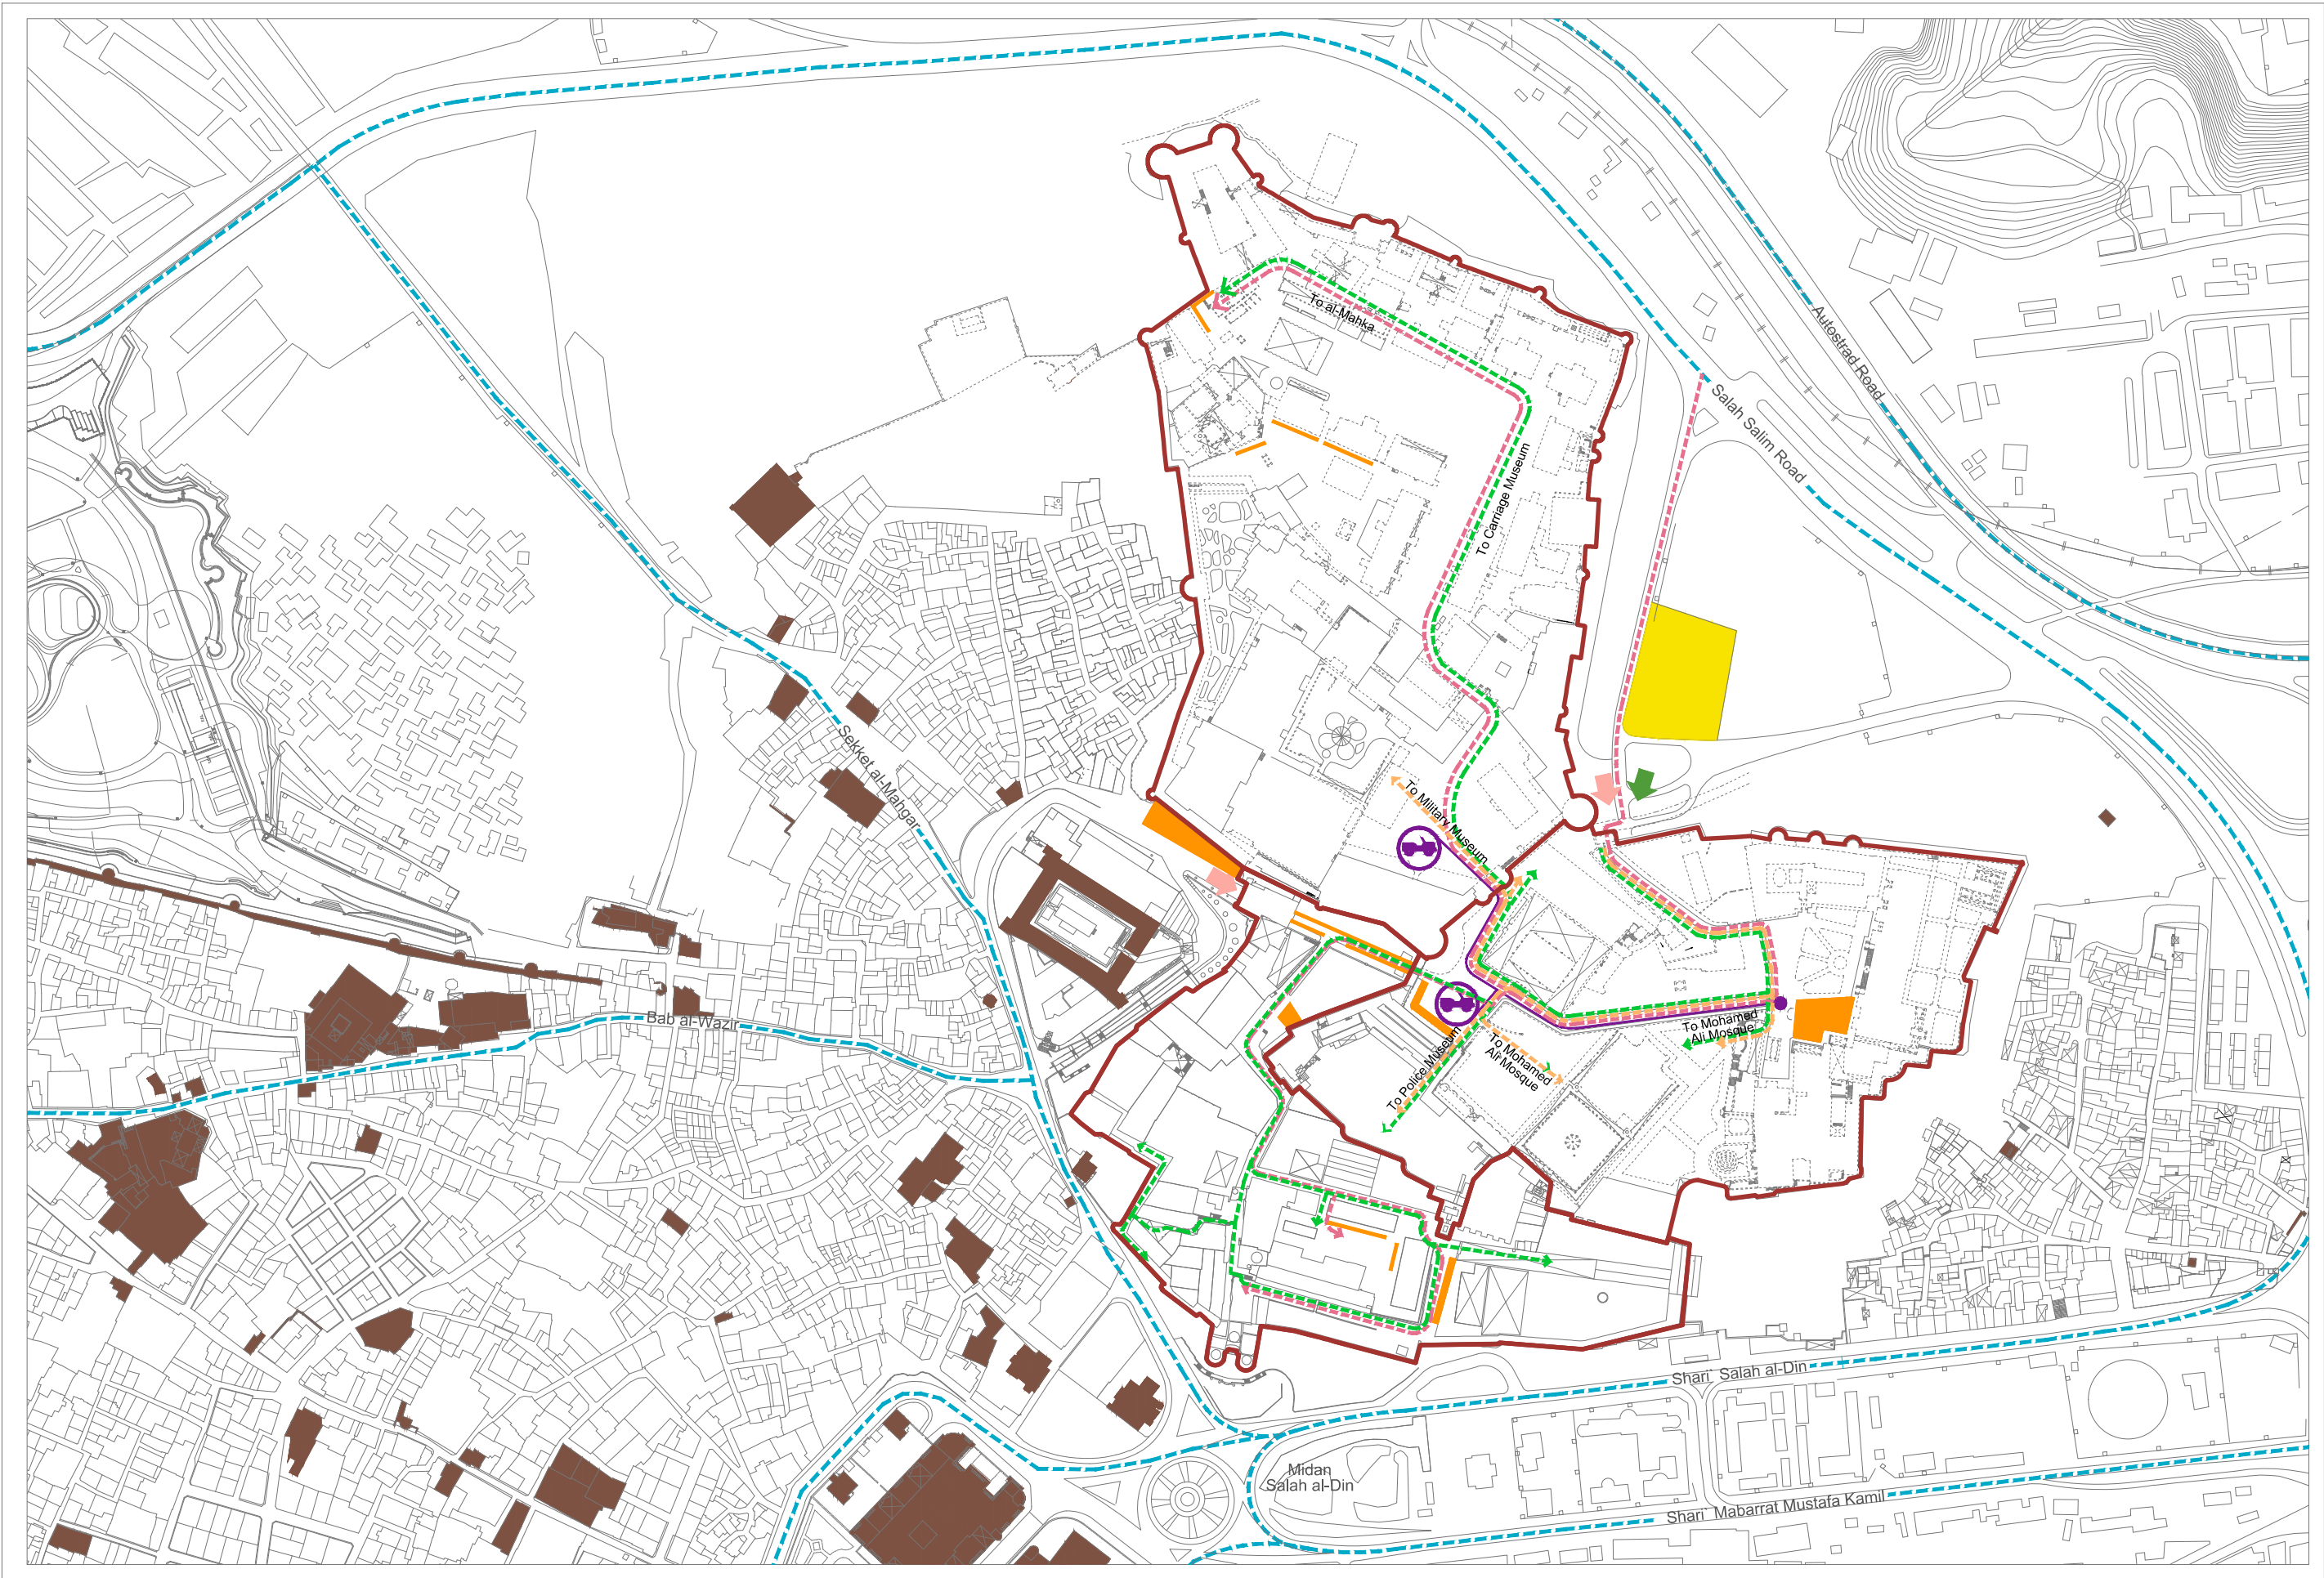 To al-Mahka
Autostrad Road
Salah Salim Road
To Carriage Museum
Sekket al-Mahgar
To Military Museum
Bab al-Wazir
To Mohamed
Ali Mosque
To Police Museum
To Mohamed
Ali Mosque
Shari` Salah al-Din
Midan
Salah al-Din
Shari` Mabarrat Mustafa Kamil